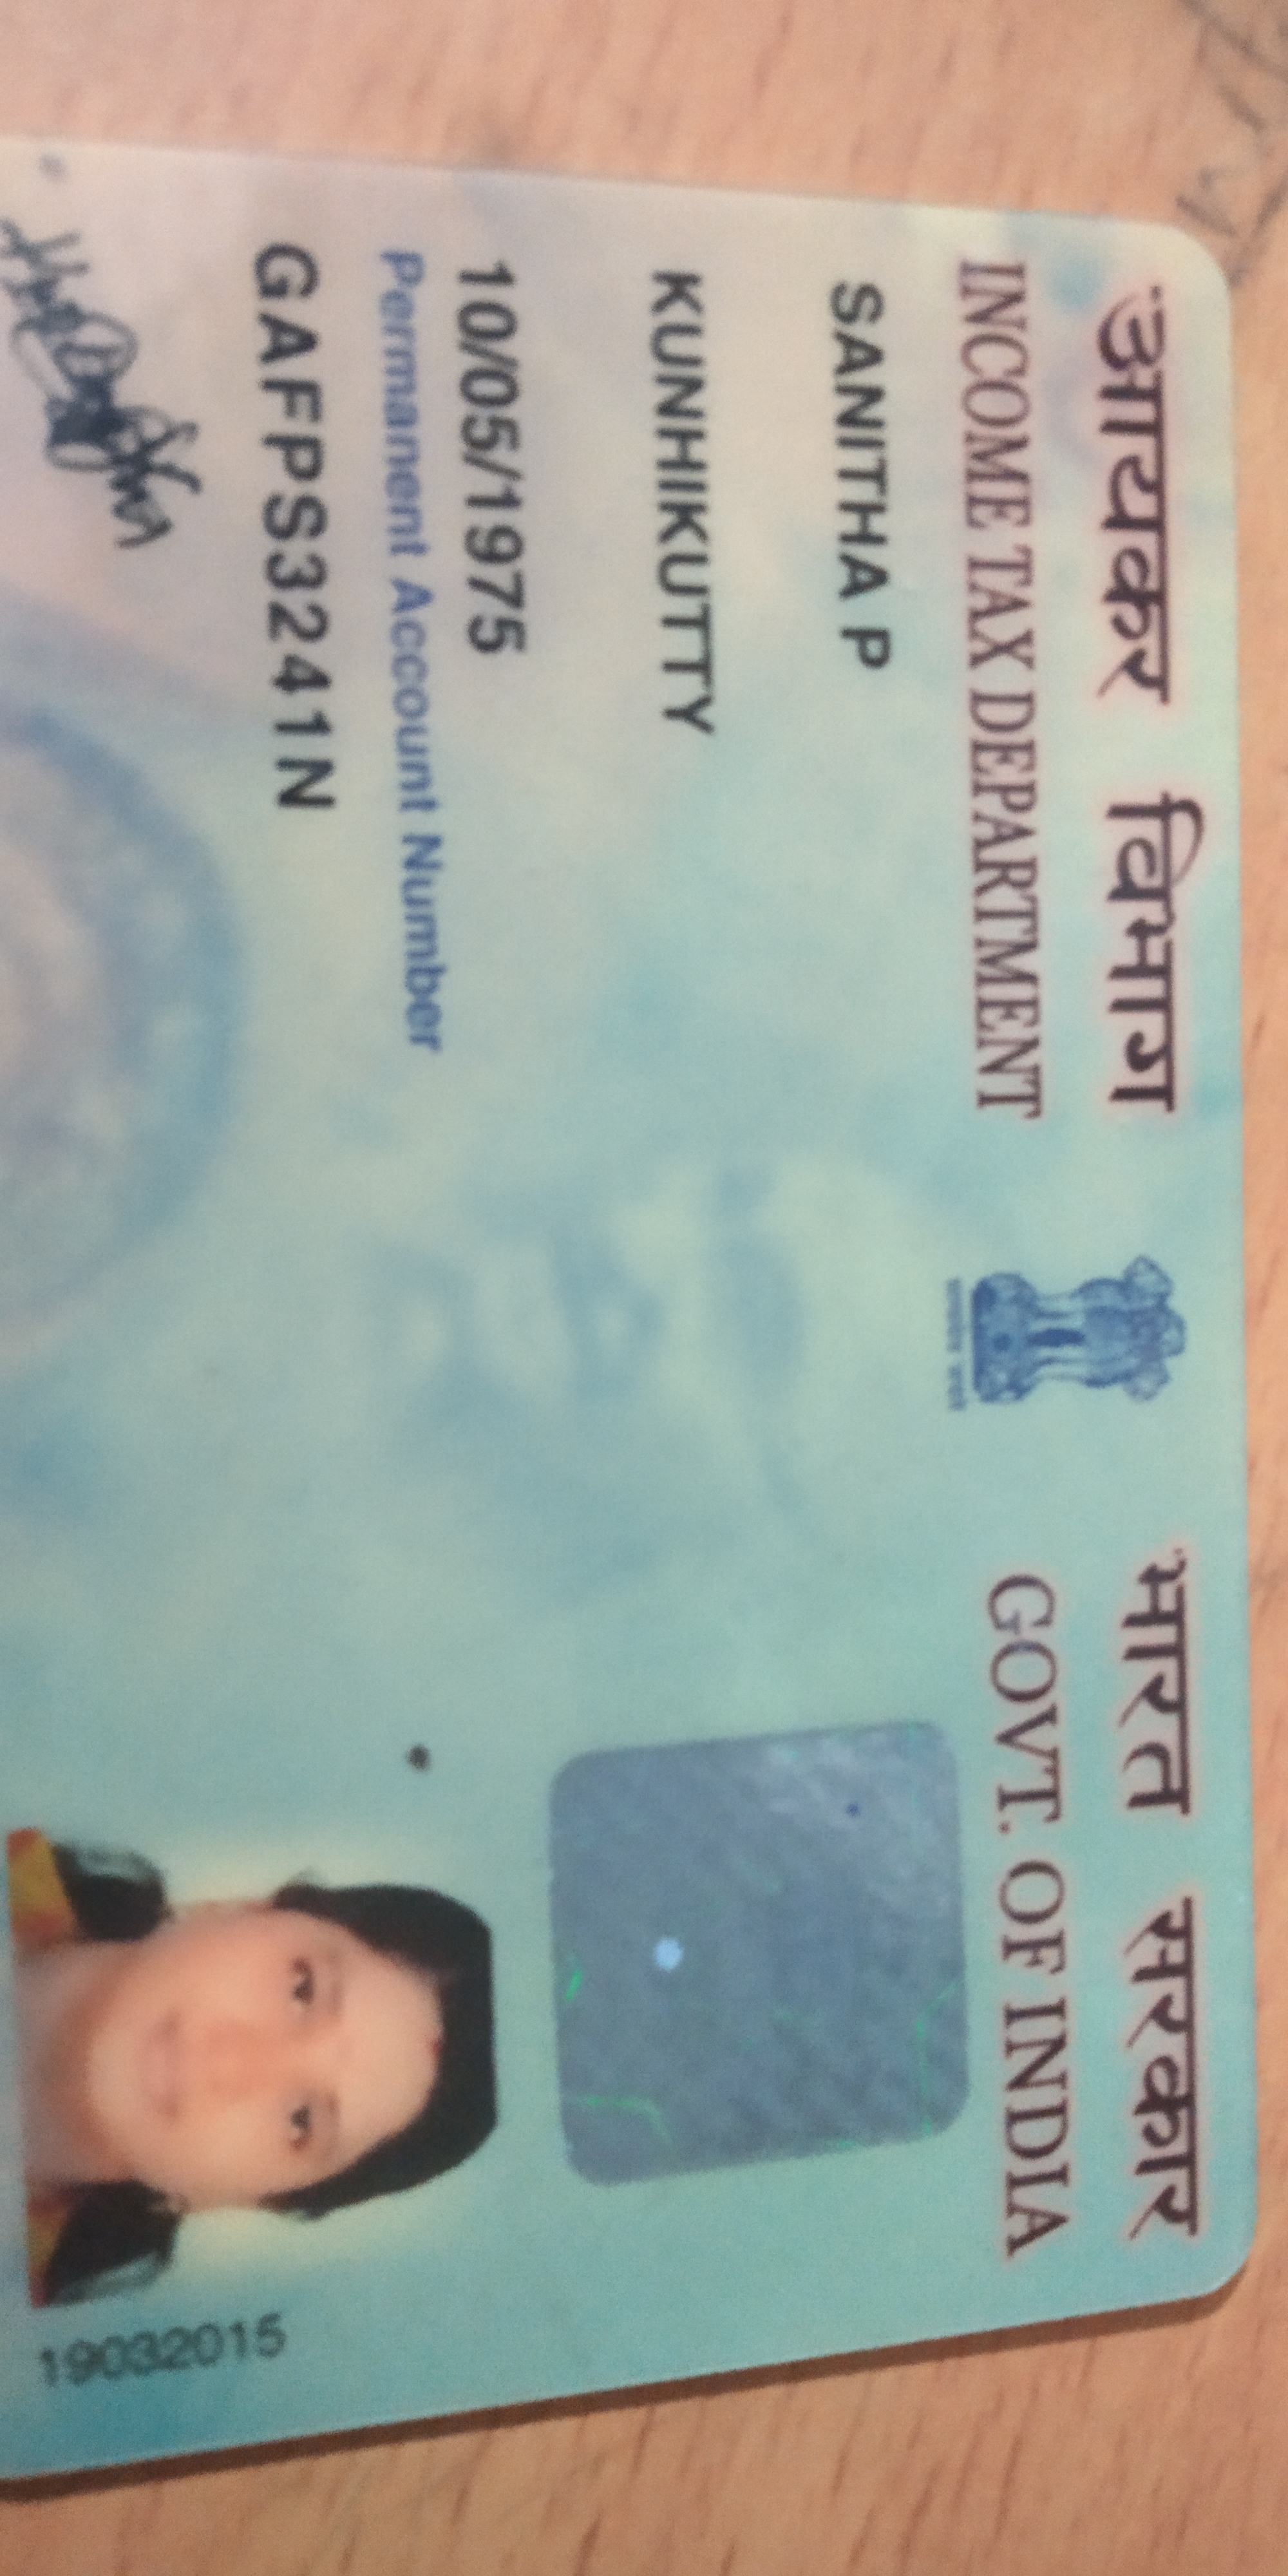 आयकर विभाग
INCOME TAX DEPARTMENT
भारत सरकार
GOVT. OF INDIA
SANITHA P
KUNHIKUTTY
10/05/1975
Permanent Account Number
GAFPS3241N
19032015